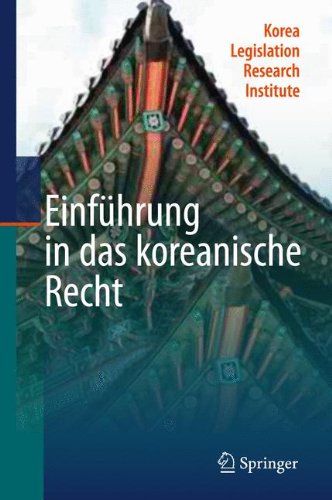 Korea
Legislation
Research
Institute
Einführung
in das koreanische
Recht
Springer